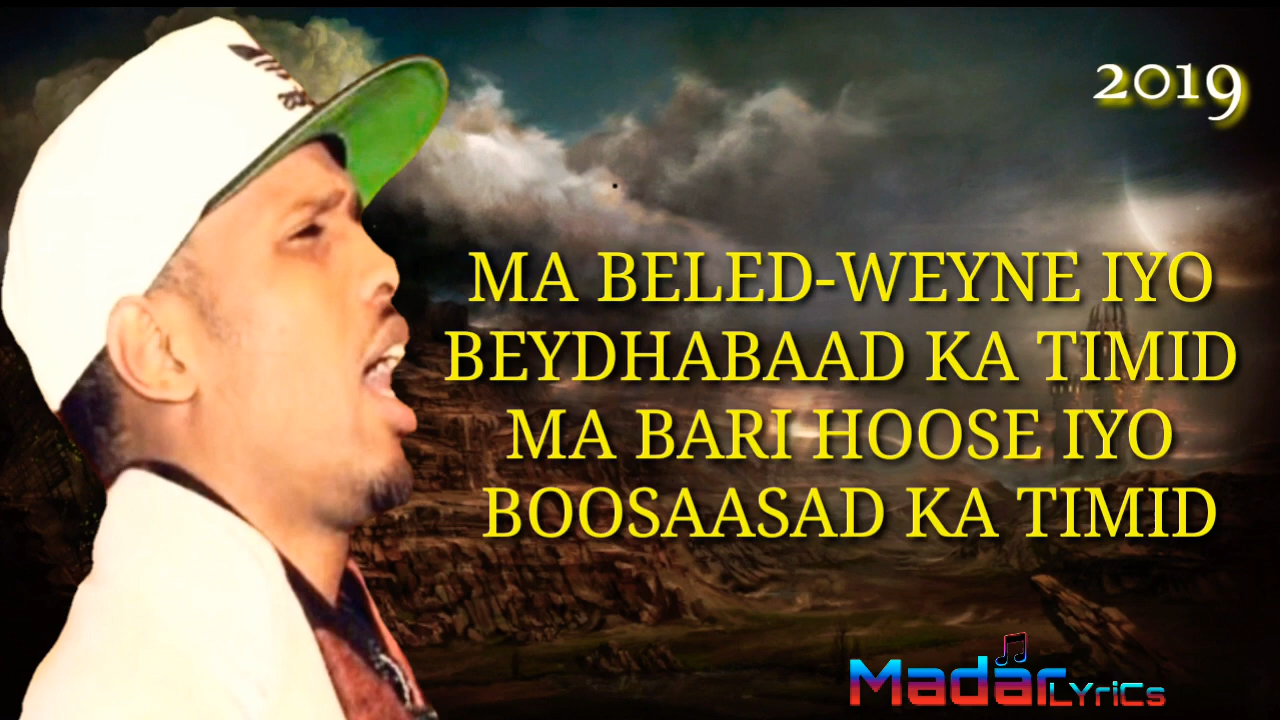 2019
MA BELED-WEYNE IYO
BEYDHABAAD KA TIMID
MA BARI HOOSE IYO
BOOSAASAD KA TIMID
MadarLYriCs